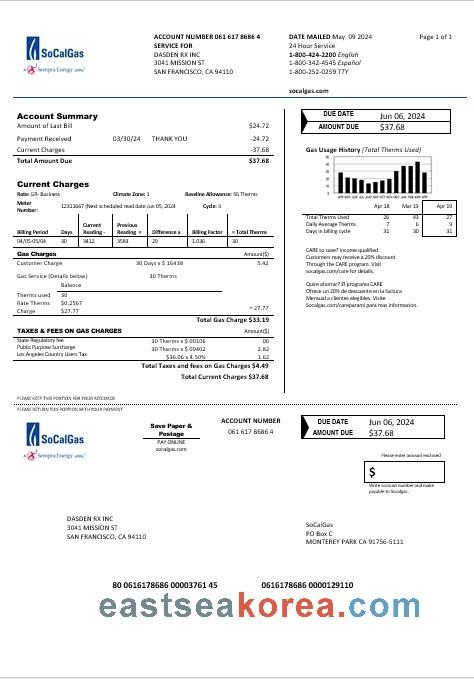 SoCalGas
A Sempra Energy utility
ACCOUNT NUMBER 061 617 8686 4
SERVICE FOR
DASDEN RX INC
3041 MISSION ST
SAN FRANCISCO, CA 94110
DATE MAILED May 09 2024
24 Hour Service
1-800-424-2200 English
1-800-342-4545 Español
1-800-252-0259 TTY
socalgas.com
Page 1 of 1
Account Summary
Amount of Last Bill $24.72
Payment Received 03/30/24 THANK YOU -24.72
Current Charges -37.68
Total Amount Due $37.68
DUE DATE Jun 06, 2024
AMOUNT DUE $37.68
Gas Usage History (Total Therms Used)
Apr 18 Mar 19 Apr 19
Total Therms Used 26 43 27
Daily Average Therms 7 6 9
Days in billing cycle 31 30 31
CARE to save? Income qualified
Customers may receive a 20% discount
Through the CARE program. Visit
socalgas.com/care for details.
Quire ahorrar? El programa CARE
Ofrece un 20% de descuento en la factura
Mensual a clientes elegibles. Visite
Socalgas.com/careparami para mas informacion.
Current Charges
Rate: GR- Business Climate Zone: 1 Baseline Allowance: 56 Therms
Meter Number: 12313667 (Next scheduled read date Jun 05, 2024 Cycle: 3
Billing Period Days Current Reading - Previous = Reading Difference x Billing Factor = Total Therms
04/05-05/04 30 3412 3583 29 1.036 30
Gas Charges Amount($)
Customer Charge 30 Days x $ 16438 5.42
Gas Service (Details below) 30 Therms
Balance
Therms used 30
Rate Therms $0.2567
Charge $27.77 = 27.77
Total Gas Charge $33.19
TAXES & FEES ON GAS CHARGES Amount($)
State Regulatory fee 30 Therms x $ 00106 06
Public Purpose Surcharge 30 Therms x $ 09402 2.82
Los Angeles Country Users Tax $36.06 x 4.50% 1.62
Total Taxes and fees on Gas Charges $4.49
Total Current Charges $37.68
PLEASE KEEP THIS PORTION FOR YOUR RECORDS
PLEASE RETURN THIS PORTION WITH YOUR PAYMENT
SoCalGas
A Sempra Energy utility
Save Paper &
Postage
PAY ONLINE
socalgas.com
ACCOUNT NUMBER
061 617 8686 4
DUE DATE Jun 06, 2024
AMOUNT DUE $37.68
Please enter amount enclosed
$
Write account number and make
payable to Socalgas.
DASDEN RX INC
3041 MISSION ST
SAN FRANCISCO, CA 94110
SoCalGas
PO Box C
MONTEREY PARK CA 91756-5111
80 0616178686 00003761 45 0616178686 0000129110
eastseakorea.com